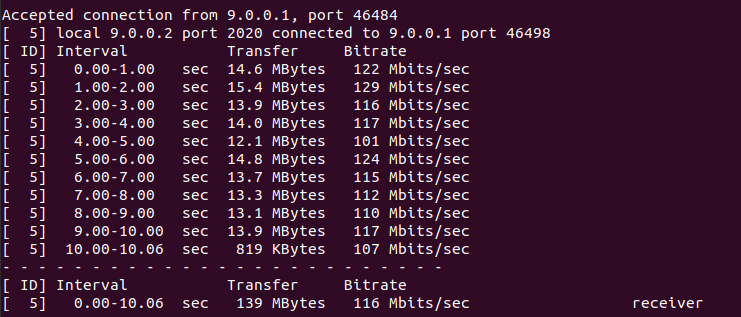 Accepted connection from 9.0.0.1, port 46484
[  5] local 9.0.0.2 port 2020 connected to 9.0.0.1 port 46498
[ ID] Interval           Transfer     Bitrate
[  5]   0.00-1.00   sec  14.6 MBytes   122 Mbits/sec
[  5]   1.00-2.00   sec  15.4 MBytes   129 Mbits/sec
[  5]   2.00-3.00   sec  13.9 MBytes   116 Mbits/sec
[  5]   3.00-4.00   sec  14.0 MBytes   117 Mbits/sec
[  5]   4.00-5.00   sec  12.1 MBytes   101 Mbits/sec
[  5]   5.00-6.00   sec  14.8 MBytes   124 Mbits/sec
[  5]   6.00-7.00   sec  13.7 MBytes   115 Mbits/sec
[  5]   7.00-8.00   sec  13.3 MBytes   112 Mbits/sec
[  5]   8.00-9.00   sec  13.1 MBytes   110 Mbits/sec
[  5]   9.00-10.00  sec  13.9 MBytes   117 Mbits/sec
[  5]  10.00-10.06  sec   819 KBytes   107 Mbits/sec
- - - - - - - - - - - - - - - - - - - - - - - - -
[ ID] Interval           Transfer     Bitrate
[  5]   0.00-10.06  sec   139 MBytes   116 Mbits/sec                  receiver